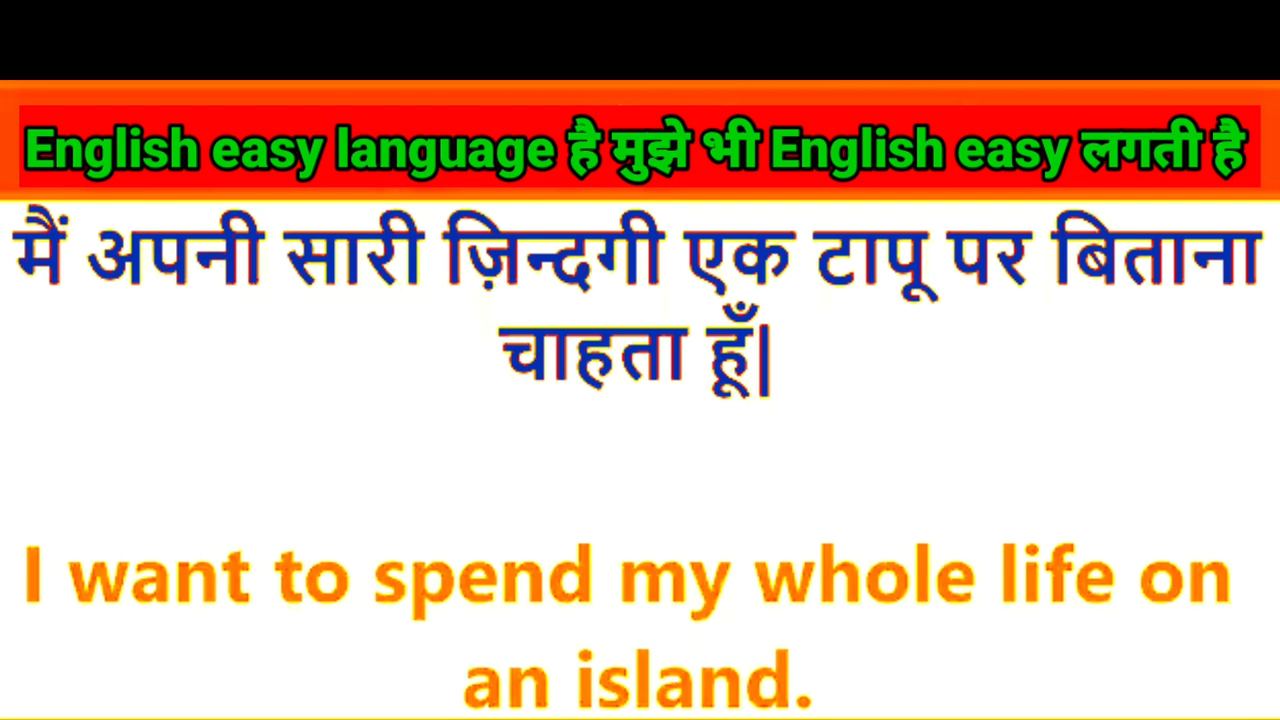 English easy language है मुझे भी English easy लगती है
मैं अपनी सारी ज़िन्दगी एक टापू पर बिताना
चाहता हूँ|
I want to spend my whole life on
an island.